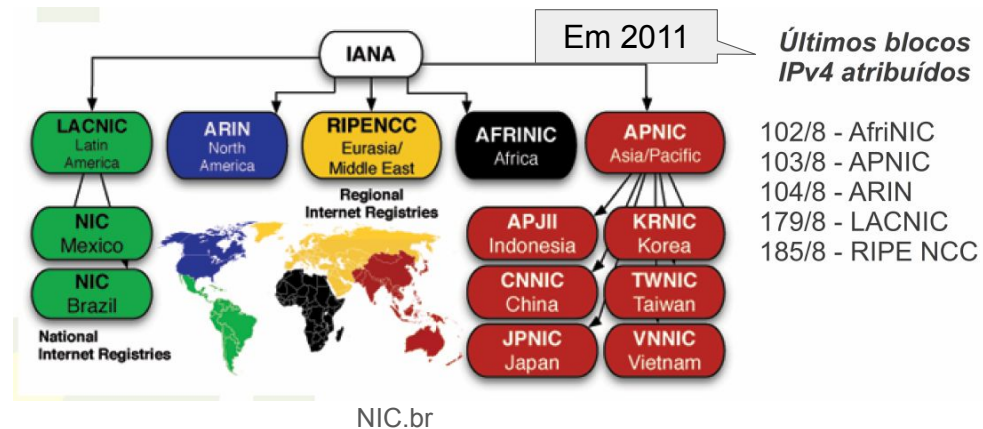 Em 2011
Últimos blocos
IPv4 atribuídos
IANA
LACNIC
Latin
America
ARIN
North
America
RIPENCC
Eurasia/
Middle East
AFRINIC
Africa
APNIC
Asia/Pacific
102/8 - AfriNIC
103/8 - APNIC
104/8 - ARIN
179/8 - LACNIC
185/8 - RIPE NCC
Regional
Internet Registries
NIC
Mexico
NIC
Brazil
National
Internet Registries
APJII
Indonesia
KRNIC
Korea
CNNIC
China
TWNIC
Taiwan
JPNIC
Japan
VNNIC
Vietnam
NIC.br